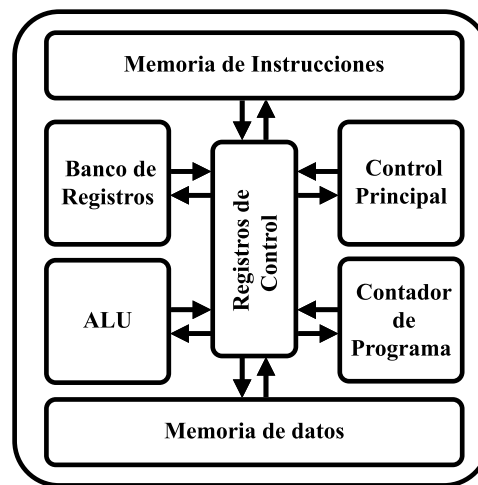 Memoria de Instrucciones
Banco de
Registros
Registros de
Control
Control
Principal
ALU
Contador
de
Programa
Memoria de datos